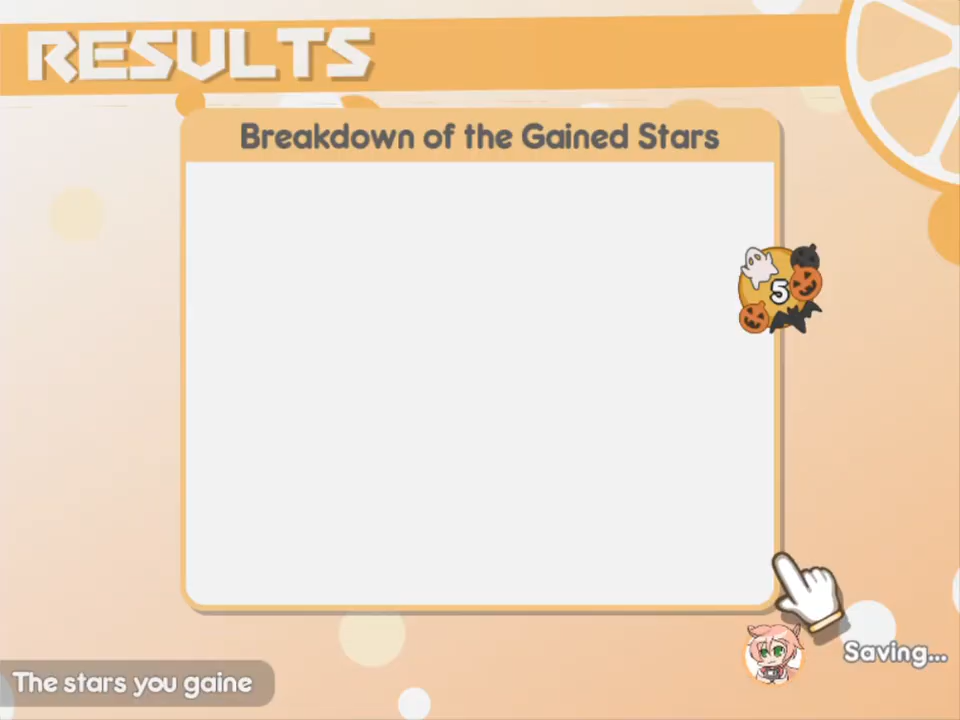 RESULTS
Breakdown of the Gained Stars
5
Saving...
The stars you gaine